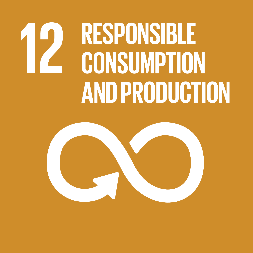 12 RESPONSIBLE
CONSUMPTION
AND PRODUCTION